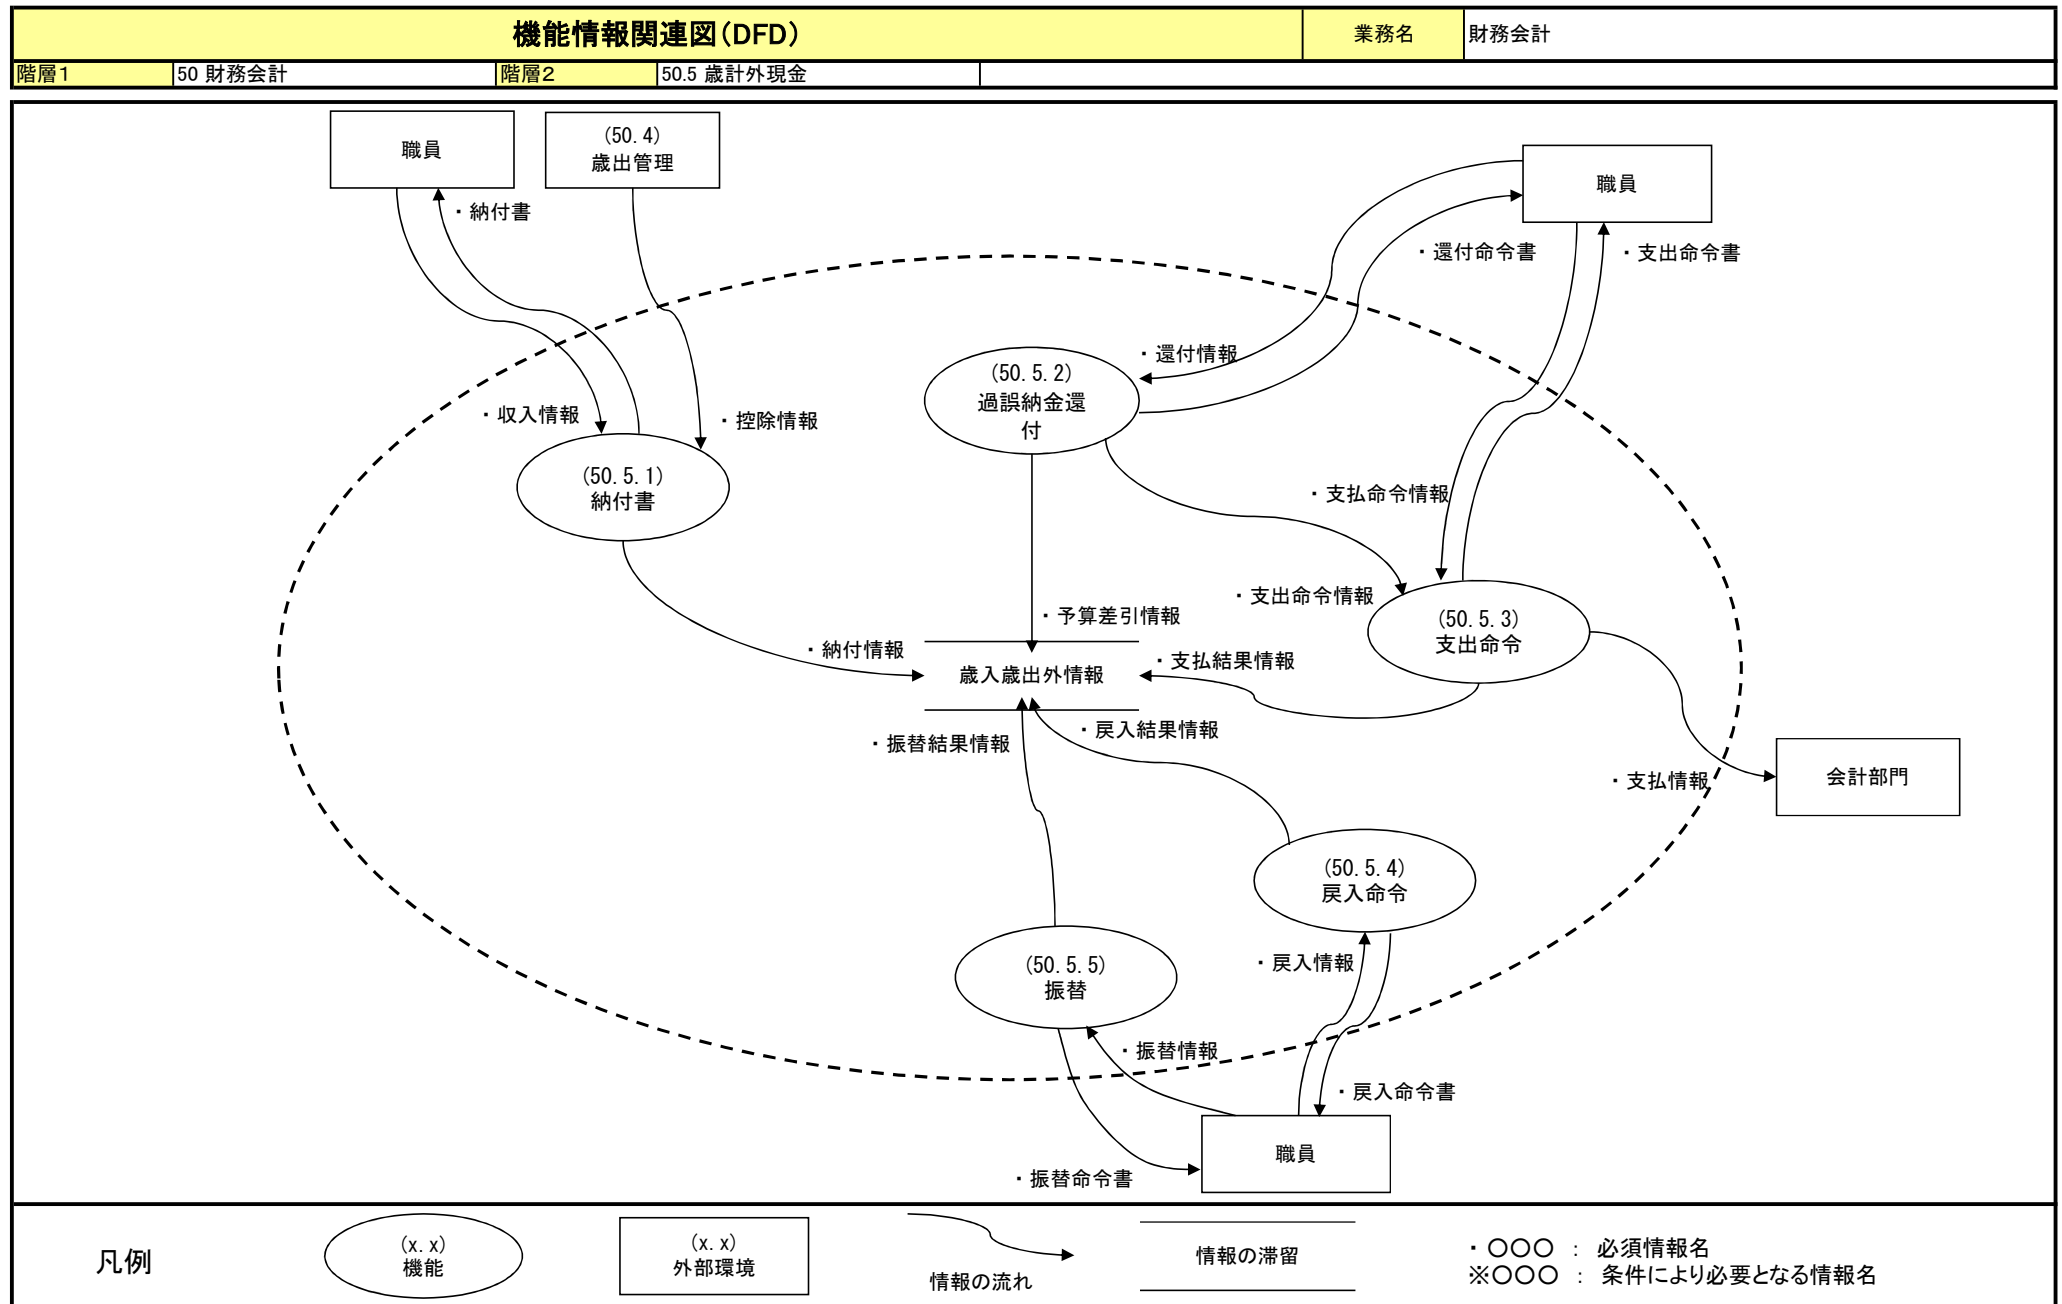 機能情報関連図(DFD)
業務名
財務会計
階層1
50 財務会計
階層2
50.5 歳計外現金
職員
(50.4)
歳出管理
職員
・納付書
・還付命令書
・支出命令書
・還付情報
(50.5.2)
過誤納金還
付
・収入情報
・控除情報
(50.5.1)
納付書
・支払命令情報
・支出命令情報
(50.5.3)
支出命令
・予算差引情報
・納付情報
歳入歳出外情報
・支払結果情報
・振替結果情報
・戻入結果情報
・支払情報
会計部門
(50.5.4)
戻入命令
(50.5.5)
振替
・戻入情報
・振替情報
・戻入命令書
職員
・振替命令書
凡例
(x.x)
機能
(x.x)
外部環境
情報の流れ
情報の滞留
・〇〇〇 : 必須情報名
※〇〇〇 : 条件により必要となる情報名